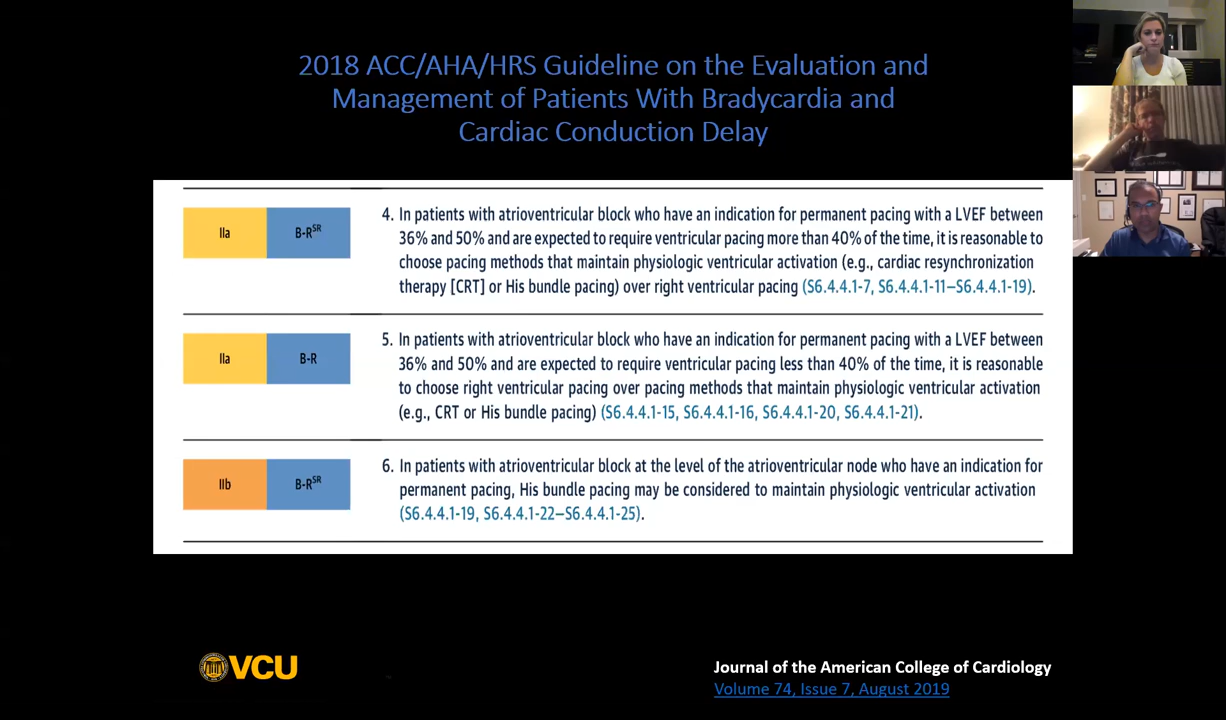 2018 ACC/AHA/HRS Guideline on the Evaluation and
Management of Patients With Bradycardia and
Cardiac Conduction Delay
IIa
B-R^SR
4. In patients with atrioventricular block who have an indication for permanent pacing with a LVEF between
36% and 50% and are expected to require ventricular pacing more than 40% of the time, it is reasonable to
choose pacing methods that maintain physiologic ventricular activation (e.g., cardiac resynchronization
therapy [CRT] or His bundle pacing) over right ventricular pacing (S6.4.4.1-7, S6.4.4.1-11–S6.4.4.1-19).
IIa
B-R
5. In patients with atrioventricular block who have an indication for permanent pacing with a LVEF between
36% and 50% and are expected to require ventricular pacing less than 40% of the time, it is reasonable
to choose right ventricular pacing over pacing methods that maintain physiologic ventricular activation
(e.g., CRT or His bundle pacing) (S6.4.4.1-15, S6.4.4.1-16, S6.4.4.1-20, S6.4.4.1-21).
IIb
B-R^SR
6. In patients with atrioventricular block at the level of the atrioventricular node who have an indication for
permanent pacing, His bundle pacing may be considered to maintain physiologic ventricular activation
(S6.4.4.1-19, S6.4.4.1-22–S6.4.4.1-25).
VCU
Journal of the American College of Cardiology
Volume 74, Issue 7, August 2019